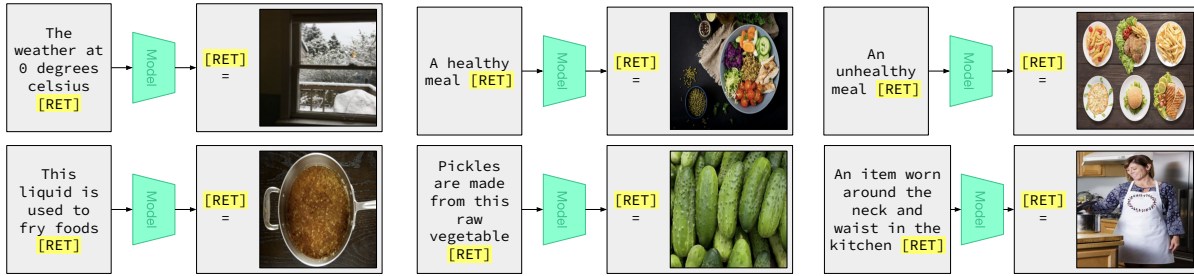 The
weather at
0 degrees
celsius
[RET]
Model
[RET]
=
A healthy
meal [RET]
Model
[RET]
=
An
unhealthy
meal [RET]
Model
[RET]
=
This
liquid is
used to
fry foods
[RET]
Model
[RET]
=
Pickles
are made
from this
raw
vegetable
[RET]
Model
[RET]
=
An item worn
around the
neck and
waist in the
kitchen [RET]
Model
[RET]
=